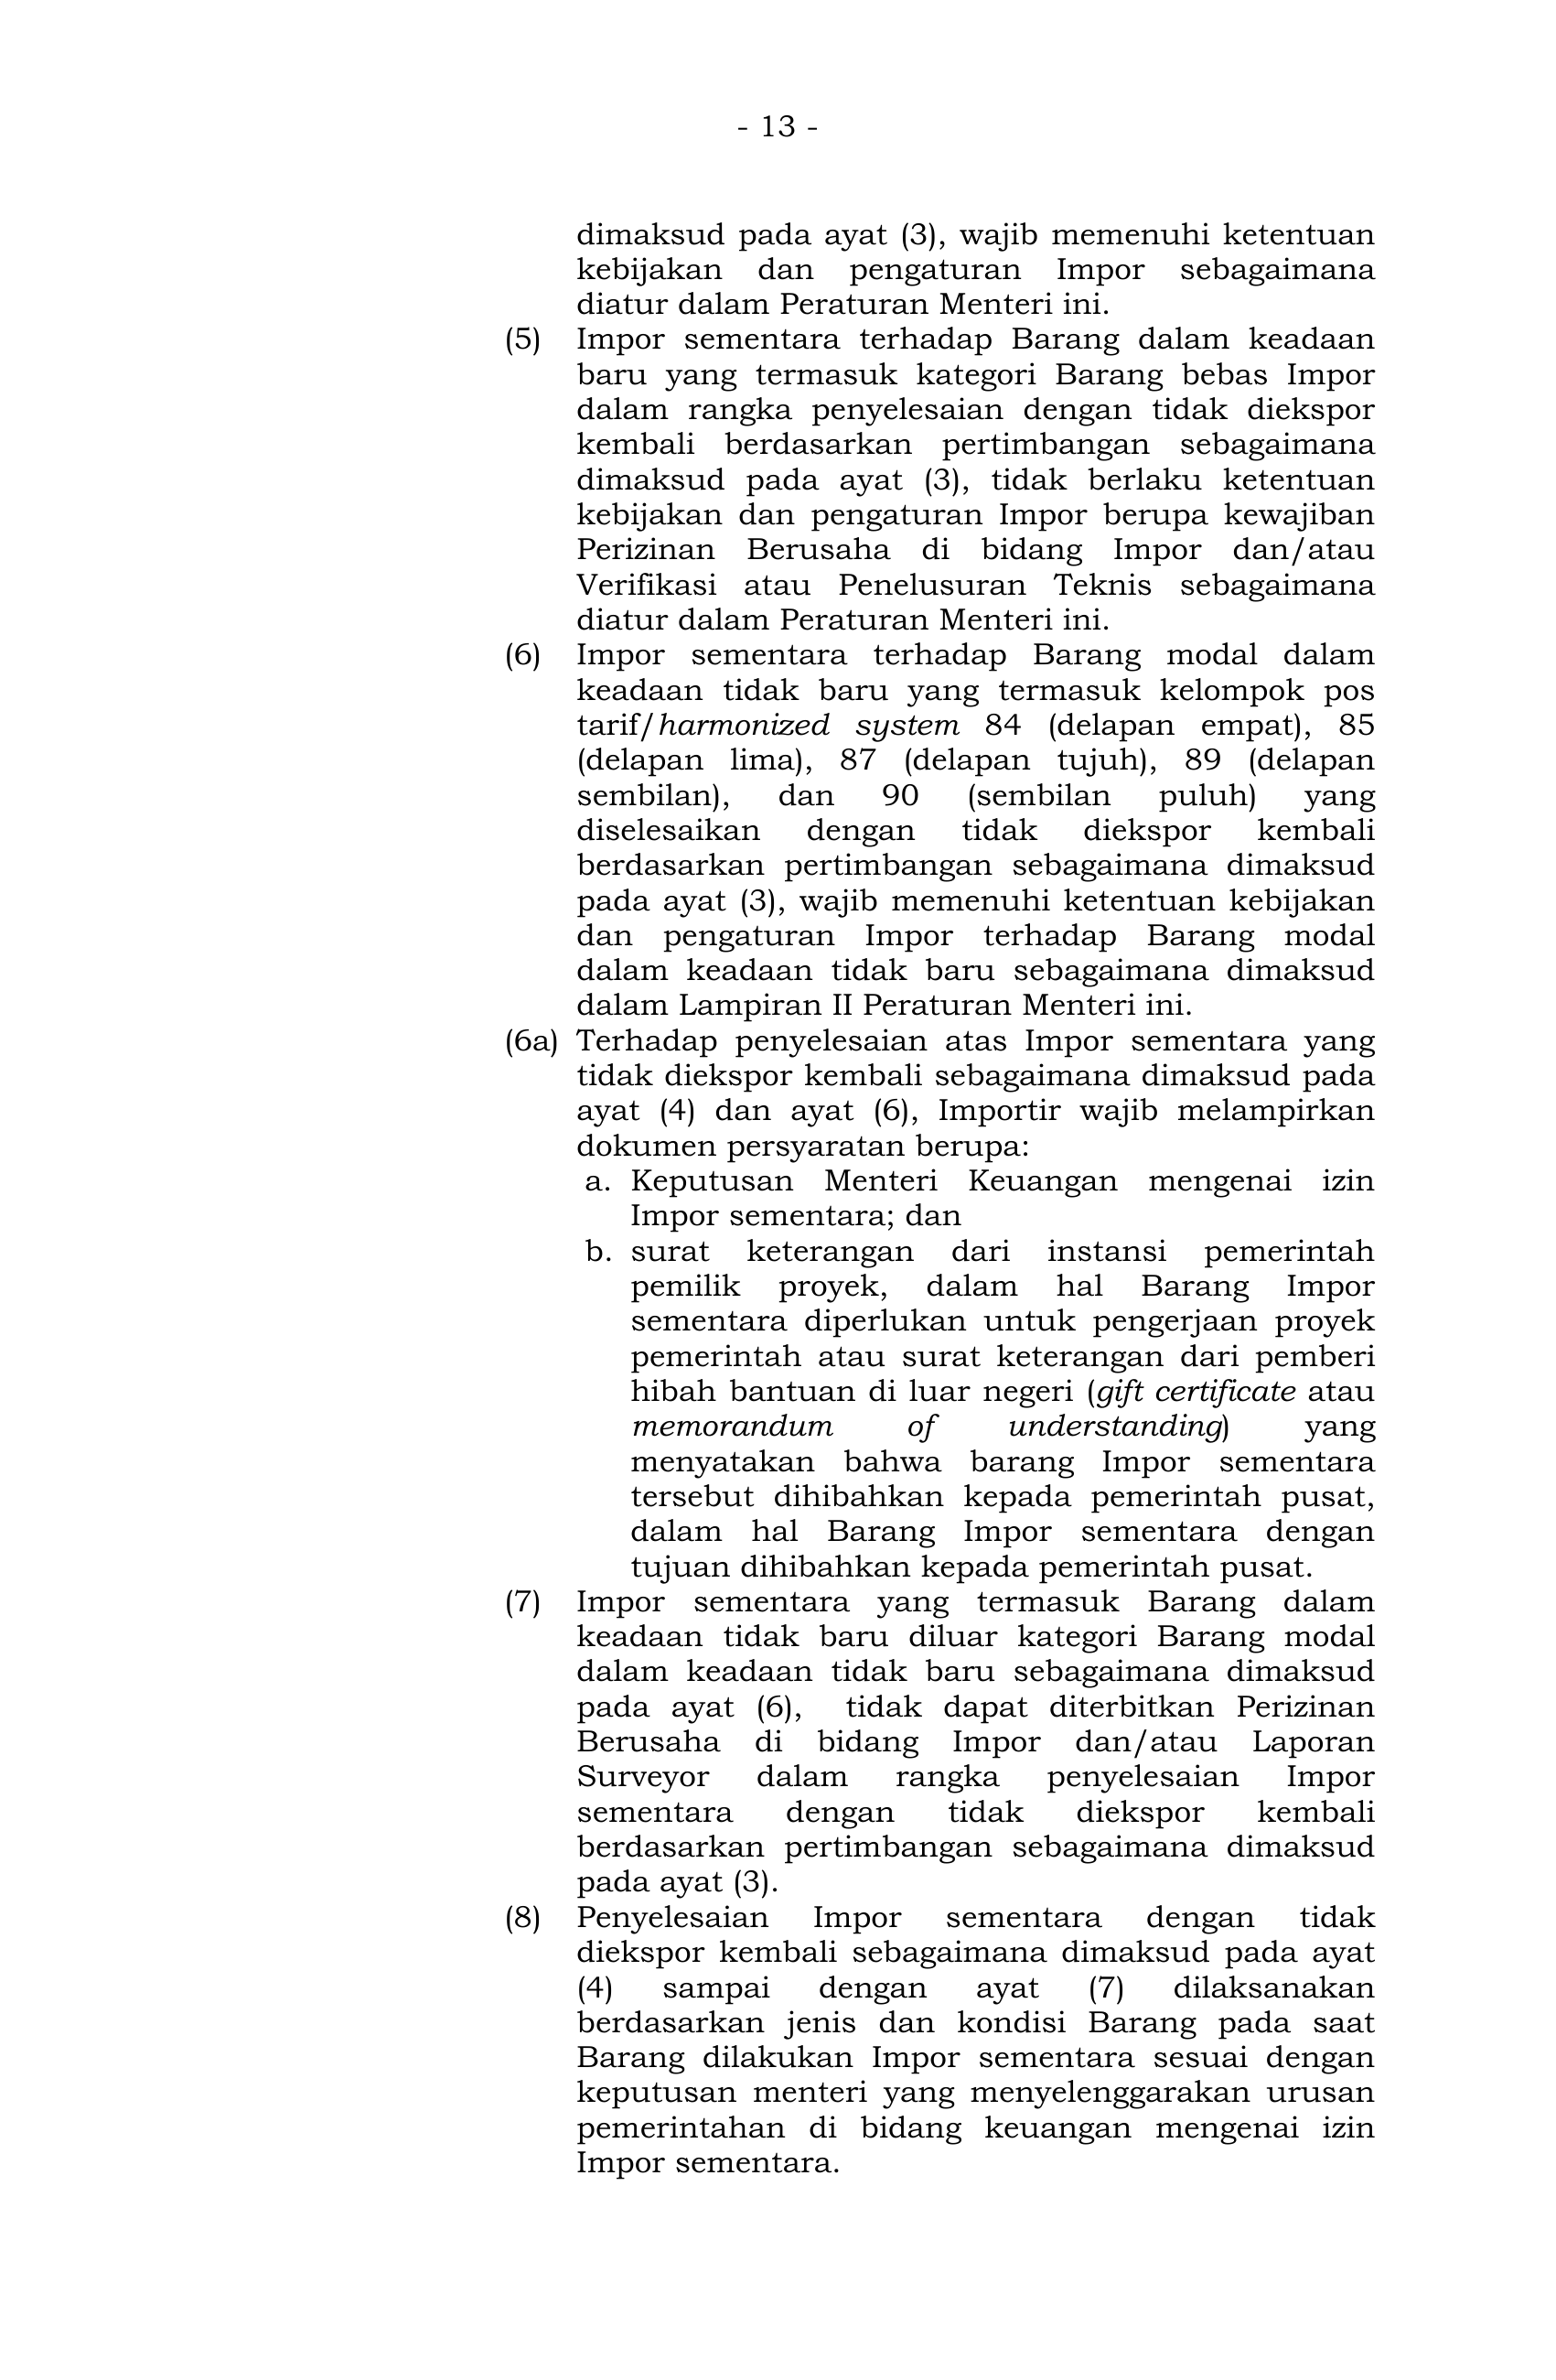 - 13 -
dimaksud pada ayat (3), wajib memenuhi ketentuan
kebijakan dan pengaturan Impor sebagaimana
diatur dalam Peraturan Menteri ini.
(5) Impor sementara terhadap Barang dalam keadaan
baru yang termasuk kategori Barang bebas Impor
dalam rangka penyelesaian dengan tidak diekspor
kembali berdasarkan pertimbangan sebagaimana
dimaksud pada ayat (3), tidak berlaku ketentuan
kebijakan dan pengaturan Impor berupa kewajiban
Perizinan Berusaha di bidang Impor dan/atau
Verifikasi atau Penelusuran Teknis sebagaimana
diatur dalam Peraturan Menteri ini.
(6) Impor sementara terhadap Barang modal dalam
keadaan tidak baru yang termasuk kelompok pos
tarif/harmonized system 84 (delapan empat), 85
(delapan lima), 87 (delapan tujuh), 89 (delapan
sembilan), dan 90 (sembilan puluh) yang
diselesaikan dengan tidak diekspor kembali
berdasarkan pertimbangan sebagaimana dimaksud
pada ayat (3), wajib memenuhi ketentuan kebijakan
dan pengaturan Impor terhadap Barang modal
dalam keadaan tidak baru sebagaimana dimaksud
dalam Lampiran II Peraturan Menteri ini.
(6a) Terhadap penyelesaian atas Impor sementara yang
tidak diekspor kembali sebagaimana dimaksud pada
ayat (4) dan ayat (6), Importir wajib melampirkan
dokumen persyaratan berupa:
a. Keputusan Menteri Keuangan mengenai izin
Impor sementara; dan
b. surat keterangan dari instansi pemerintah
pemilik proyek, dalam hal Barang Impor
sementara diperlukan untuk pengerjaan proyek
pemerintah atau surat keterangan dari pemberi
hibah bantuan di luar negeri (gift certificate atau
memorandum of understanding) yang
menyatakan bahwa barang Impor sementara
tersebut dihibahkan kepada pemerintah pusat,
dalam hal Barang Impor sementara dengan
tujuan dihibahkan kepada pemerintah pusat.
(7) Impor sementara yang termasuk Barang dalam
keadaan tidak baru diluar kategori Barang modal
dalam keadaan tidak baru sebagaimana dimaksud
pada ayat (6), tidak dapat diterbitkan Perizinan
Berusaha di bidang Impor dan/atau Laporan
Surveyor dalam rangka penyelesaian Impor
sementara dengan tidak diekspor kembali
berdasarkan pertimbangan sebagaimana dimaksud
pada ayat (3).
(8) Penyelesaian Impor sementara dengan tidak
diekspor kembali sebagaimana dimaksud pada ayat
(4) sampai dengan ayat (7) dilaksanakan
berdasarkan jenis dan kondisi Barang pada saat
Barang dilakukan Impor sementara sesuai dengan
keputusan menteri yang menyelenggarakan urusan
pemerintahan di bidang keuangan mengenai izin
Impor sementara.